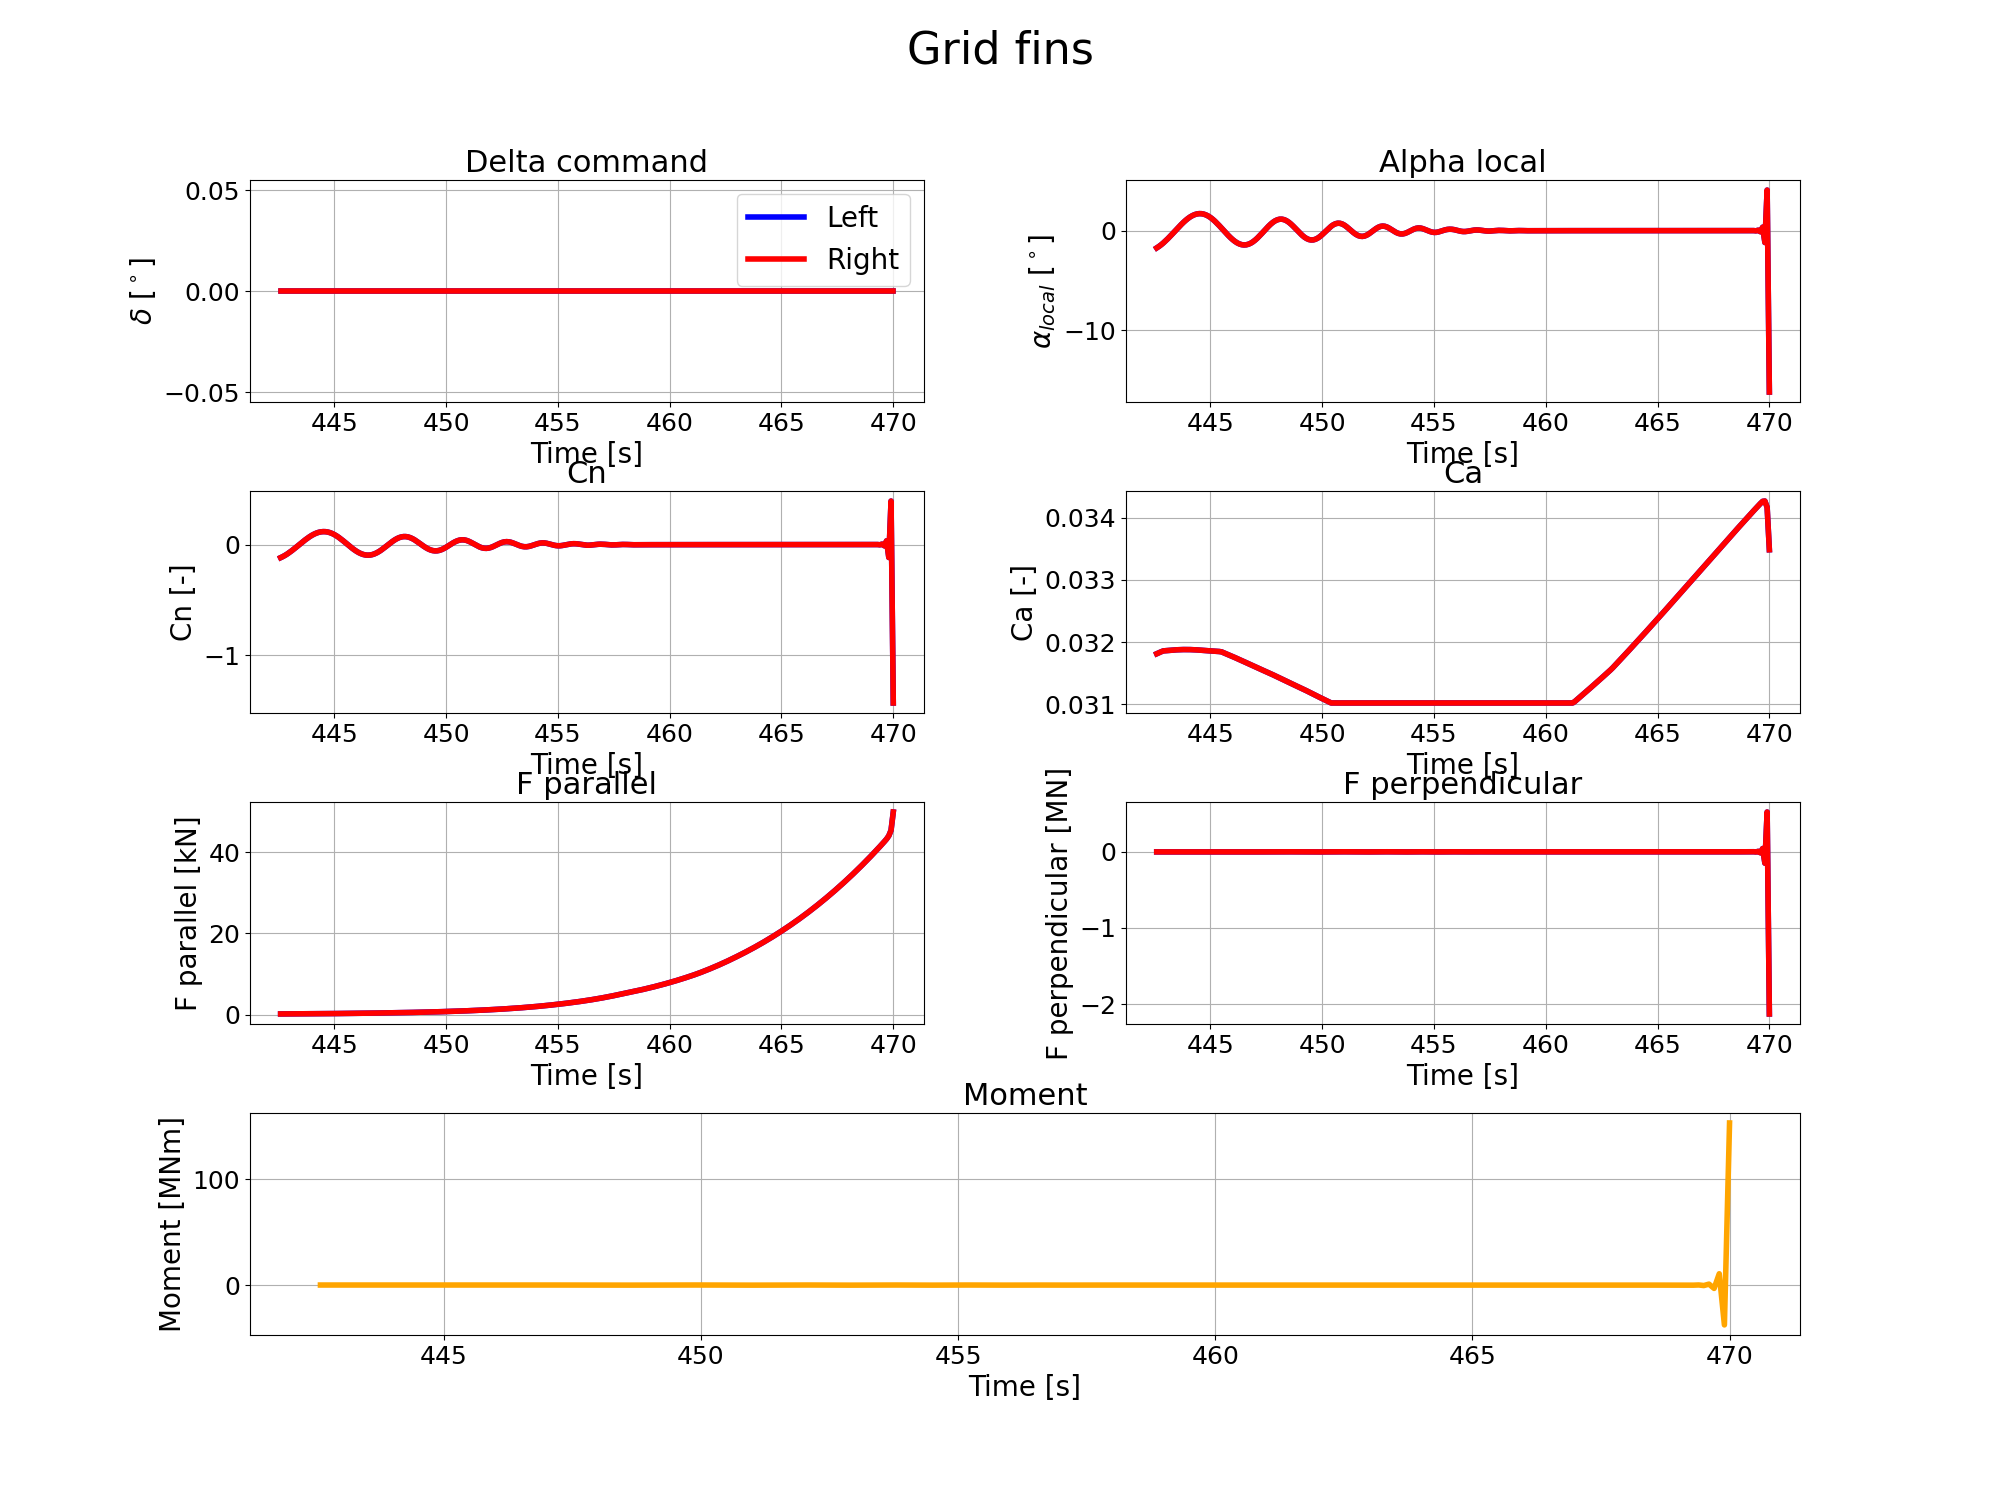 Grid fins
Delta command
δ [°]
0.05
0.00
−0.05
Left
Right
445 450 455 460 465 470
Time [s]
Alpha local
α_local [°]
0
−10
445 450 455 460 465 470
Time [s]
Cn
Cn [-]
0
−1
445 450 455 460 465 470
Time [s]
Ca
Ca [-]
0.034
0.033
0.032
0.031
445 450 455 460 465 470
Time [s]
F parallel
F parallel [kN]
40
20
0
445 450 455 460 465 470
Time [s]
F perpendicular
F perpendicular [MN]
0
−1
−2
445 450 455 460 465 470
Time [s]
Moment
Moment [MNm]
100
0
445 450 455 460 465 470
Time [s]